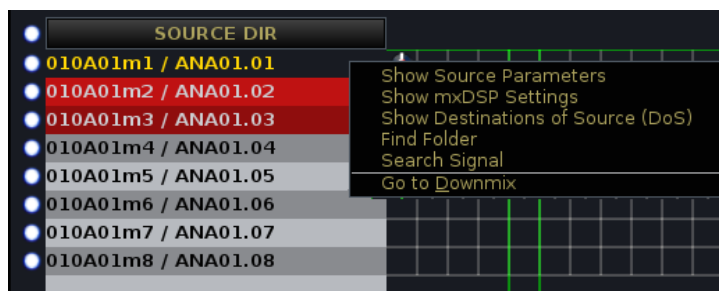 SOURCE DIR
010A01m1 / ANA01.01
010A01m2 / ANA01.02
010A01m3 / ANA01.03
010A01m4 / ANA01.04
010A01m5 / ANA01.05
010A01m6 / ANA01.06
010A01m7 / ANA01.07
010A01m8 / ANA01.08
Show Source Parameters
Show mxDSP Settings
Show Destinations of Source (DoS)
Find Folder
Search Signal
Go to Downmix